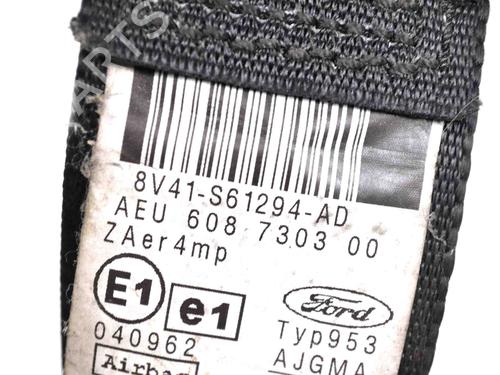 8V41-S61294-AD
AEU 608 7303 00
ZAer4mp
E1 e1 Ford
040962 Typ953
Airbag AJGMA